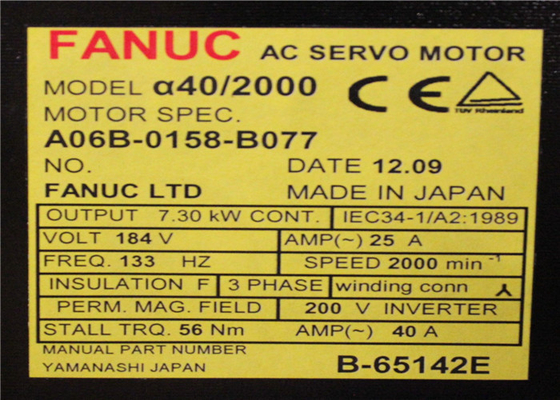 FANUC AC SERVO MOTOR
MODEL α40/2000
MOTOR SPEC.
A06B-0158-B077
TÜV Rheinland
NO. DATE 12.09
FANUC LTD MADE IN JAPAN
OUTPUT 7.30 kW CONT. IEC34-1/A2:1989
VOLT 184 V AMP(~) 25 A
FREQ. 133 HZ SPEED 2000 min -1
INSULATION F 3 PHASE winding conn
PERM. MAG. FIELD 200 V INVERTER
STALL TRQ. 56 Nm AMP(~) 40 A
MANUAL PART NUMBER
YAMANASHI JAPAN B-65142E